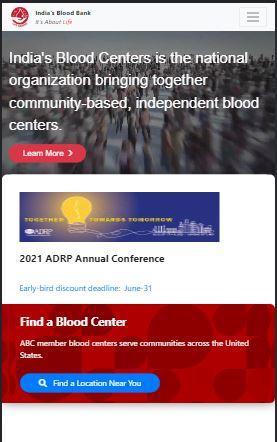 India's Blood Bank
It's About Life
India's Blood Centers is the national
organization bringing together
community-based, independent blood
centers.
Learn More
TOGETHER TOWARDS TOMORROW
ADRP
2021 ADRP Annual Conference
Early-bird discount deadline: June-31
Find a Blood Center
ABC member blood centers serve communities across the United
States.
Find a Location Near You